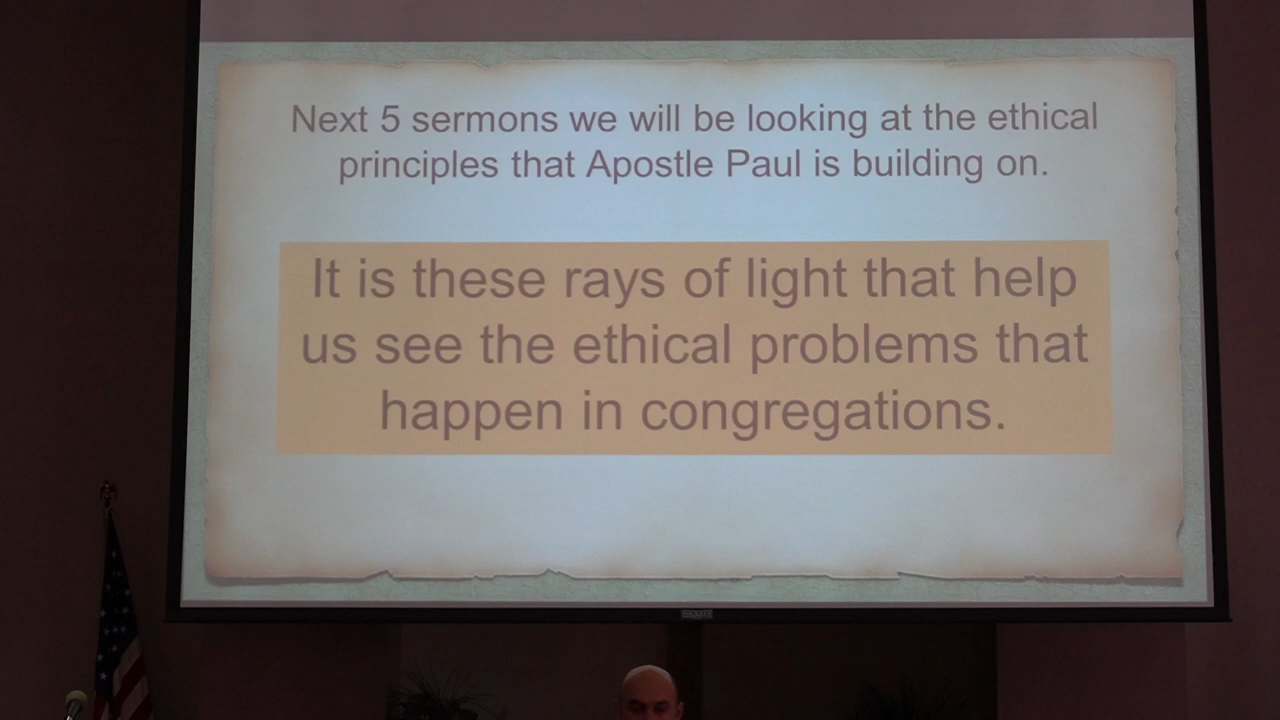 Next 5 sermons we will be looking at the ethical
principles that Apostle Paul is building on.
It is these rays of light that help
us see the ethical problems that
happen in congregations.